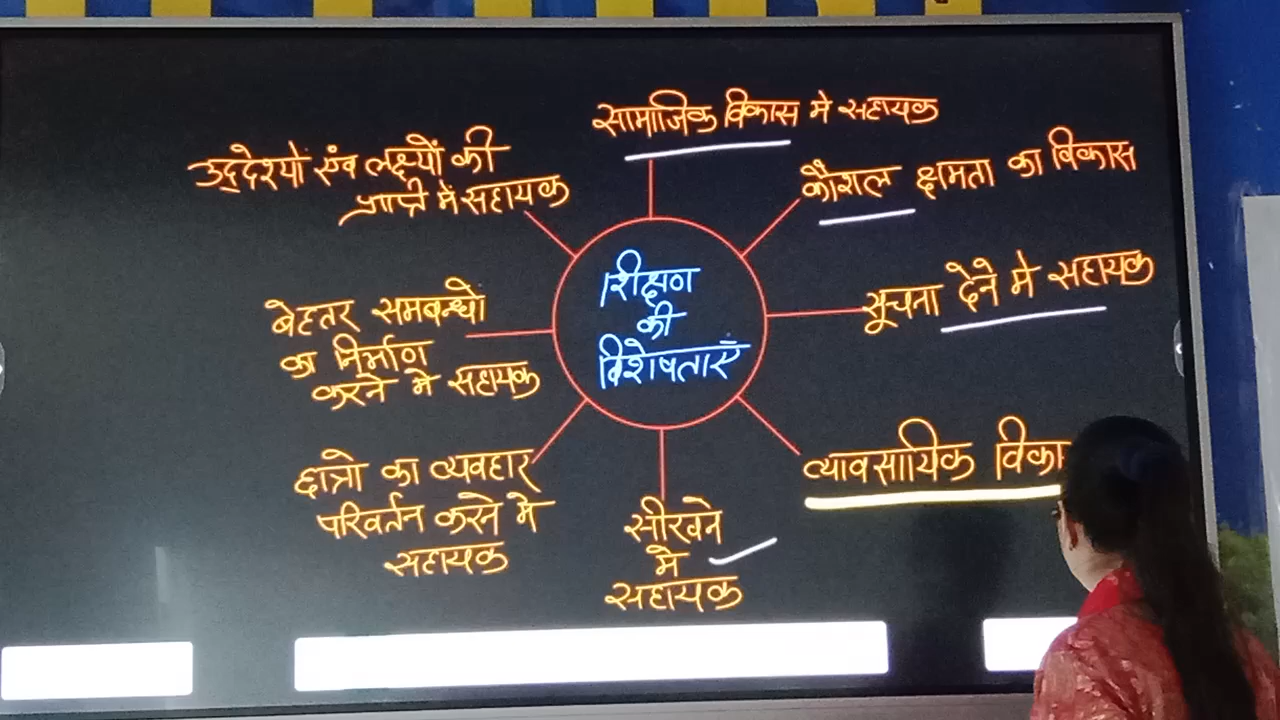 शिक्षण
की
विशेषताएं
सामाजिक विकास मे सहायक
कौशल क्षमता का विकास
सूचना देने मे सहायक
व्यावसायिक
सीखने
मे
सहायक
छात्रो का व्यवहार
परिवर्तन करने मे
सहायक
बेहतर समबन्धो
का निर्माण
करने मे सहायक
उद्देश्यो एंव लक्ष्यों की
प्राप्ती मे सहायक